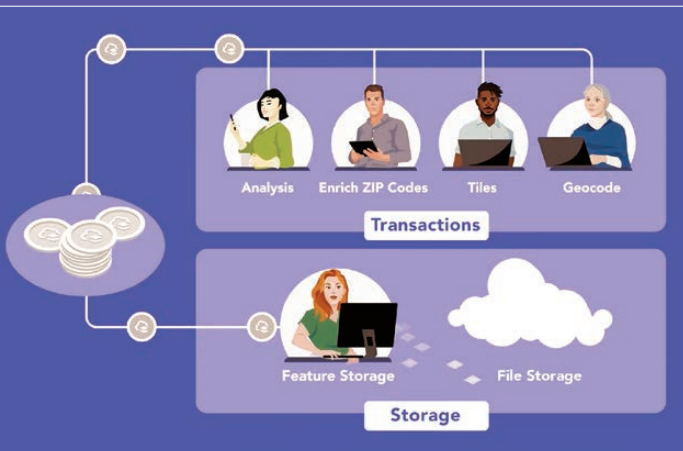 Analysis
Enrich ZIP Codes
Tiles
Geocode
Transactions
Feature Storage
File Storage
Storage